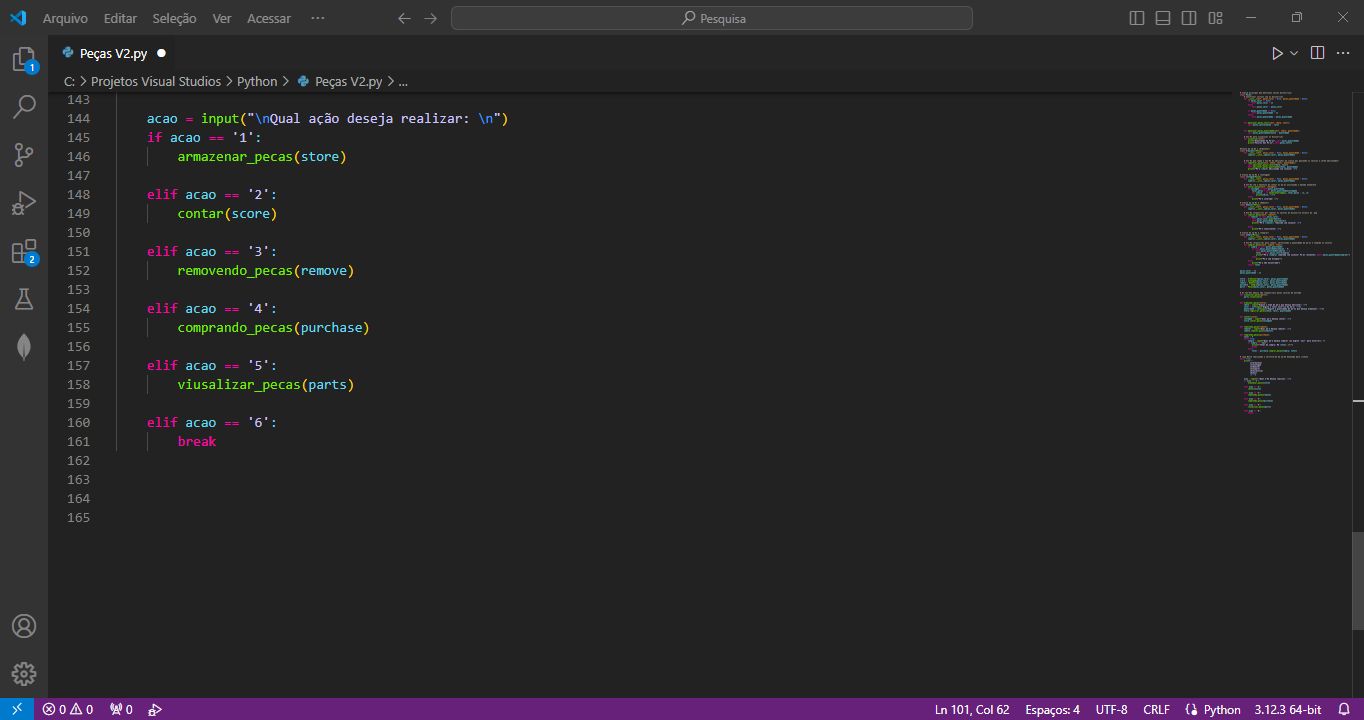 Arquivo Editar Seleção Ver Acessar ···
Pesquisa
Peças V2.py
C: > Projetos Visual Studios > Python > Peças V2.py > ...
1
2
143
144 acao = input("\nQual ação deseja realizar: \n")
145 if acao == '1':
146 armazenar_pecas(store)
147
148 elif acao == '2':
149 contar(score)
150
151 elif acao == '3':
152 removendo_pecas(remove)
153
154 elif acao == '4':
155 comprando_pecas(purchase)
156
157 elif acao == '5':
158 viusalizar_pecas(parts)
159
160 elif acao == '6':
161 break
162
163
164
165
0 0 0 Ln 101, Col 62 Espaços: 4 UTF-8 CRLF Python 3.12.3 64-bit